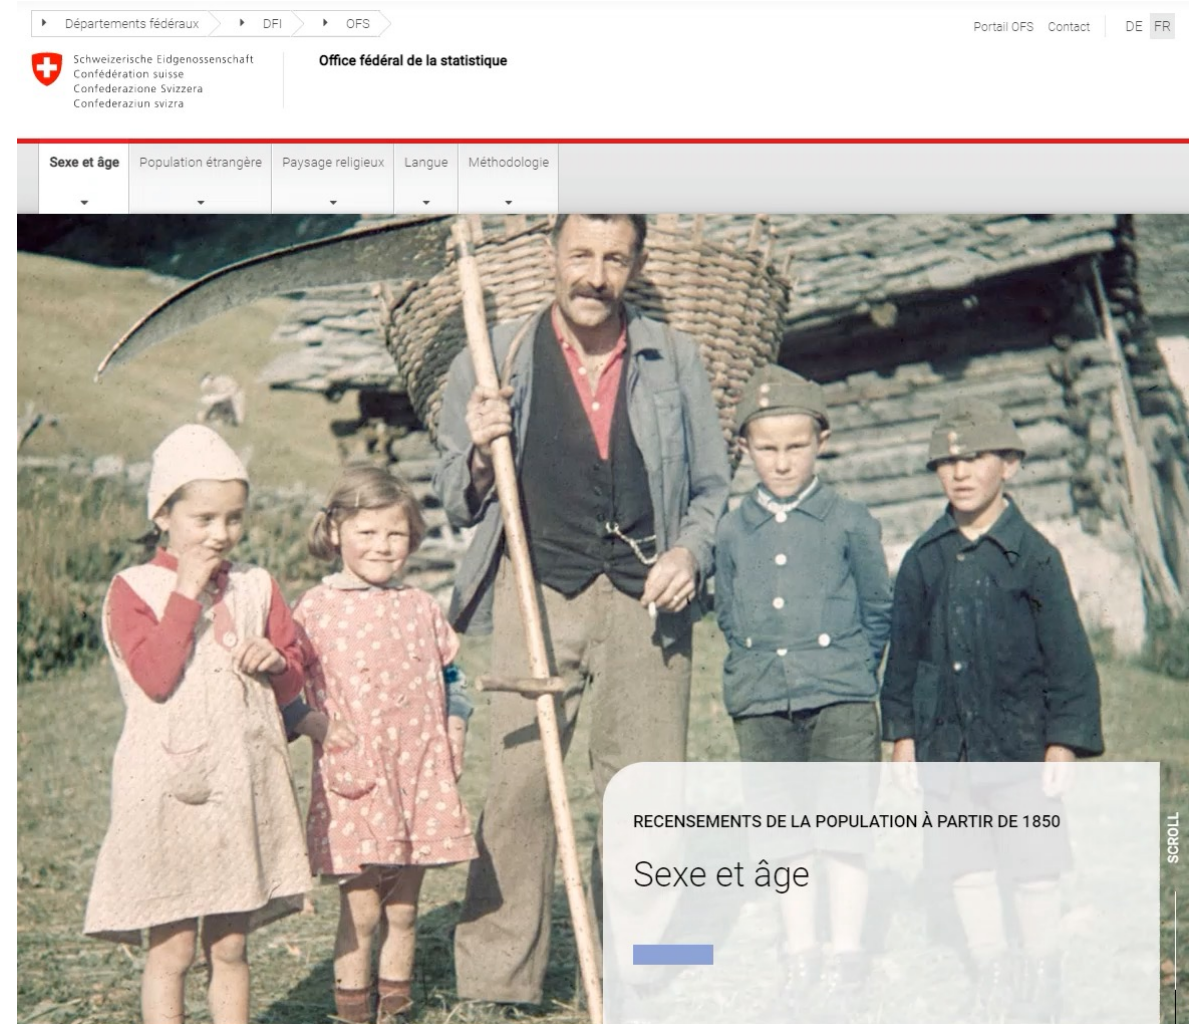 Départements fédéraux DFI OFS
Portail OFS Contact DE FR
Schweizerische Eidgenossenschaft
Confédération suisse
Confederazione Svizzera
Confederaziun svizra
Office fédéral de la statistique
Sexe et âge Population étrangère Paysage religieux Langue Méthodologie
RECENSEMENTS DE LA POPULATION À PARTIR DE 1850
Sexe et âge
SCROLL